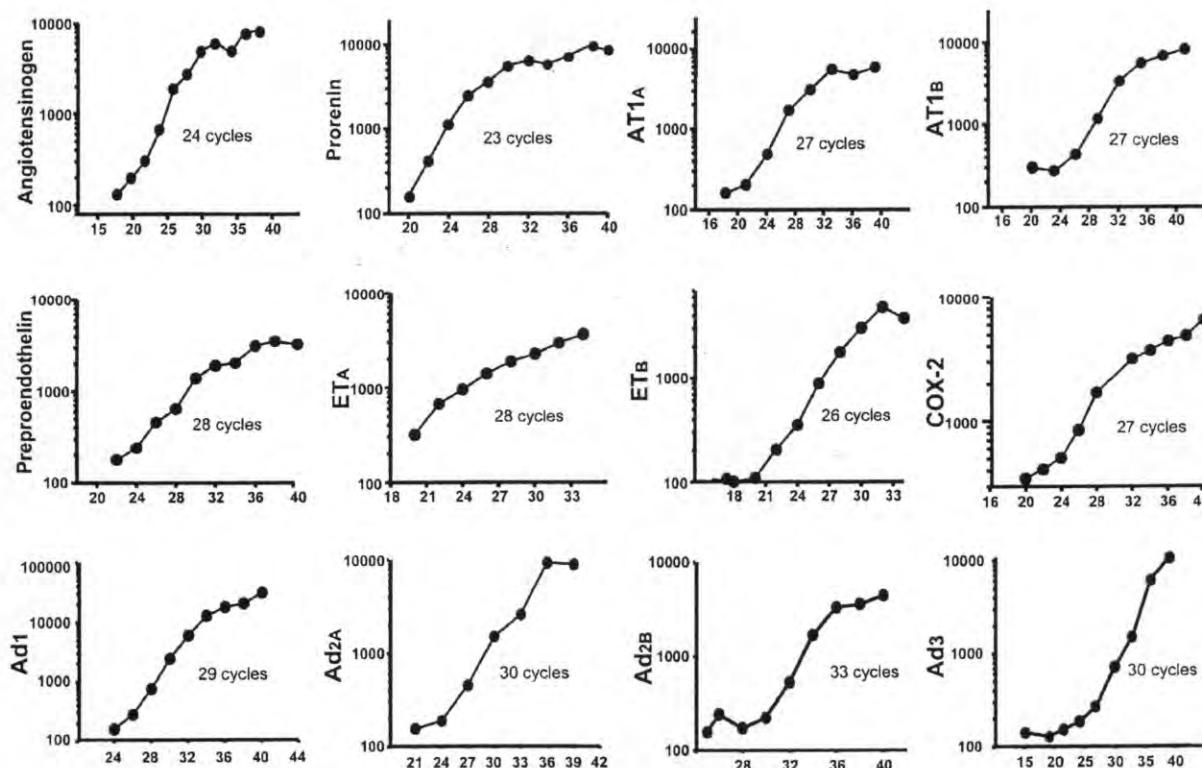 Angiotensinogen
10000
1000
100
24 cycles
15 20 25 30 35 40
Prorenin
10000
1000
100
23 cycles
20 24 28 32 36 40
AT1A
10000
1000
100
27 cycles
16 20 24 28 32 36 40
AT1B
10000
1000
100
27 cycles
16 20 24 28 32 36 40
Preproendothelin
10000
1000
100
28 cycles
20 24 28 32 36 40
ETA
10000
1000
100
28 cycles
18 21 24 27 30 33
ETB
10000
1000
100
26 cycles
18 21 24 27 30 33
COX-2
10000
1000
27 cycles
16 20 24 28 32 36
Ad1
100000
10000
1000
100
29 cycles
24 28 32 36 40 44
Ad2A
10000
1000
100
30 cycles
21 24 27 30 33 36 39 42
Ad2B
10000
1000
100
33 cycles
28 32 36 40
Ad3
10000
1000
100
30 cycles
15 20 25 30 35 40